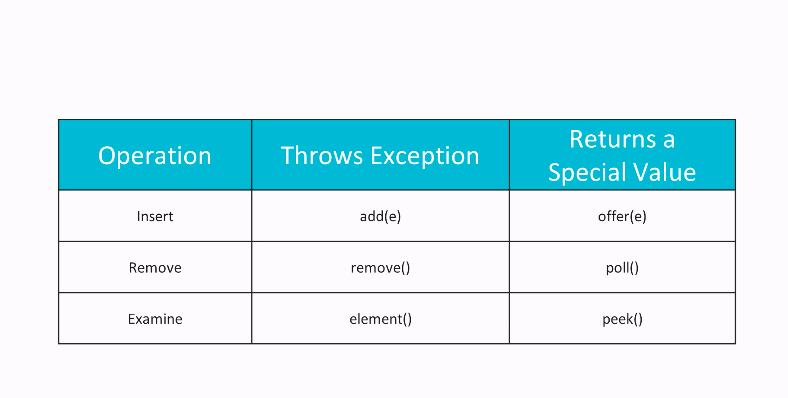 Operation Throws Exception Returns a
Special Value
Insert add(e) offer(e)
Remove remove() poll()
Examine element() peek()